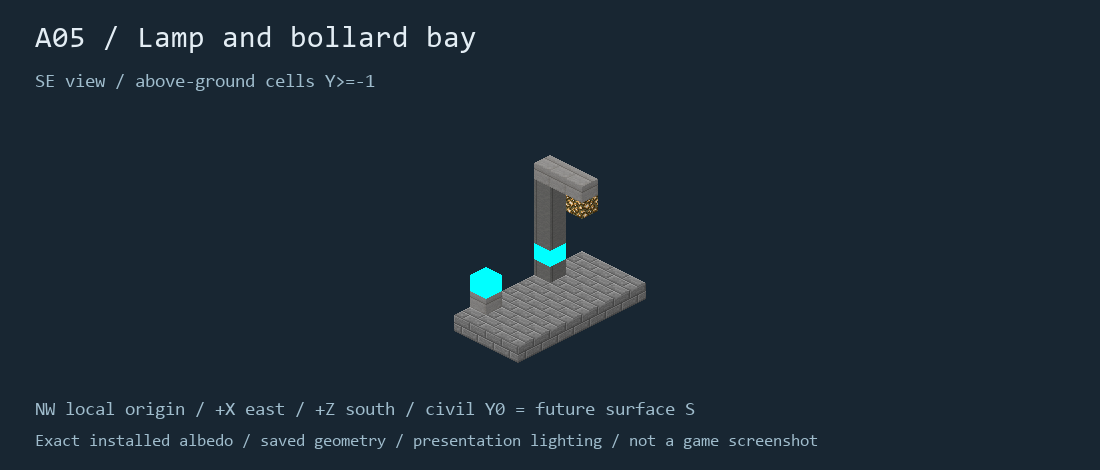 A05 / Lamp and bollard bay
SE view / above-ground cells Y>=-1
NW local origin / +X east / +Z south / civil Y0 = future surface S
Exact installed albedo / saved geometry / presentation lighting / not a game screenshot